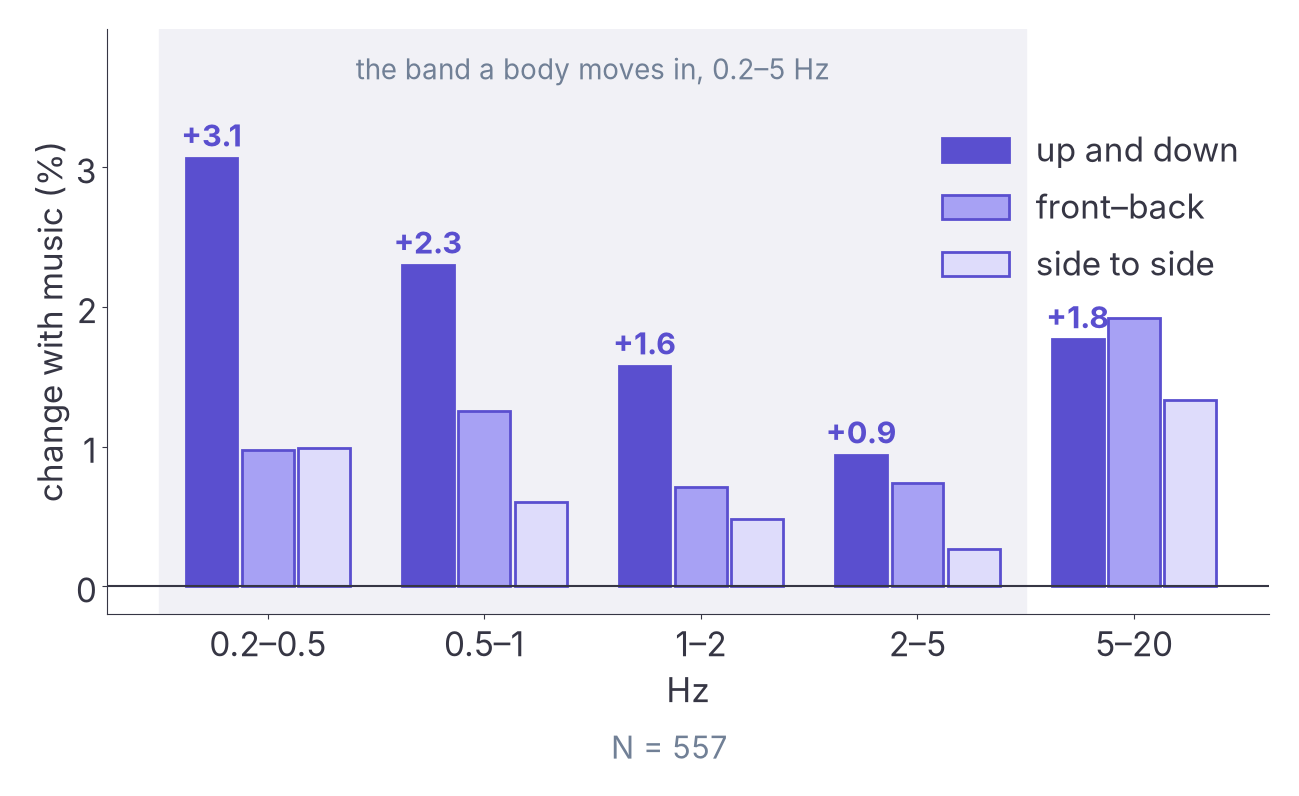 the band a body moves in, 0.2–5 Hz
+3.1
+2.3
+1.6
+0.9
+1.8
up and down
front–back
side to side
change with music (%)
3
2
1
0
0.2–0.5
0.5–1
1–2
2–5
5–20
Hz
N = 557